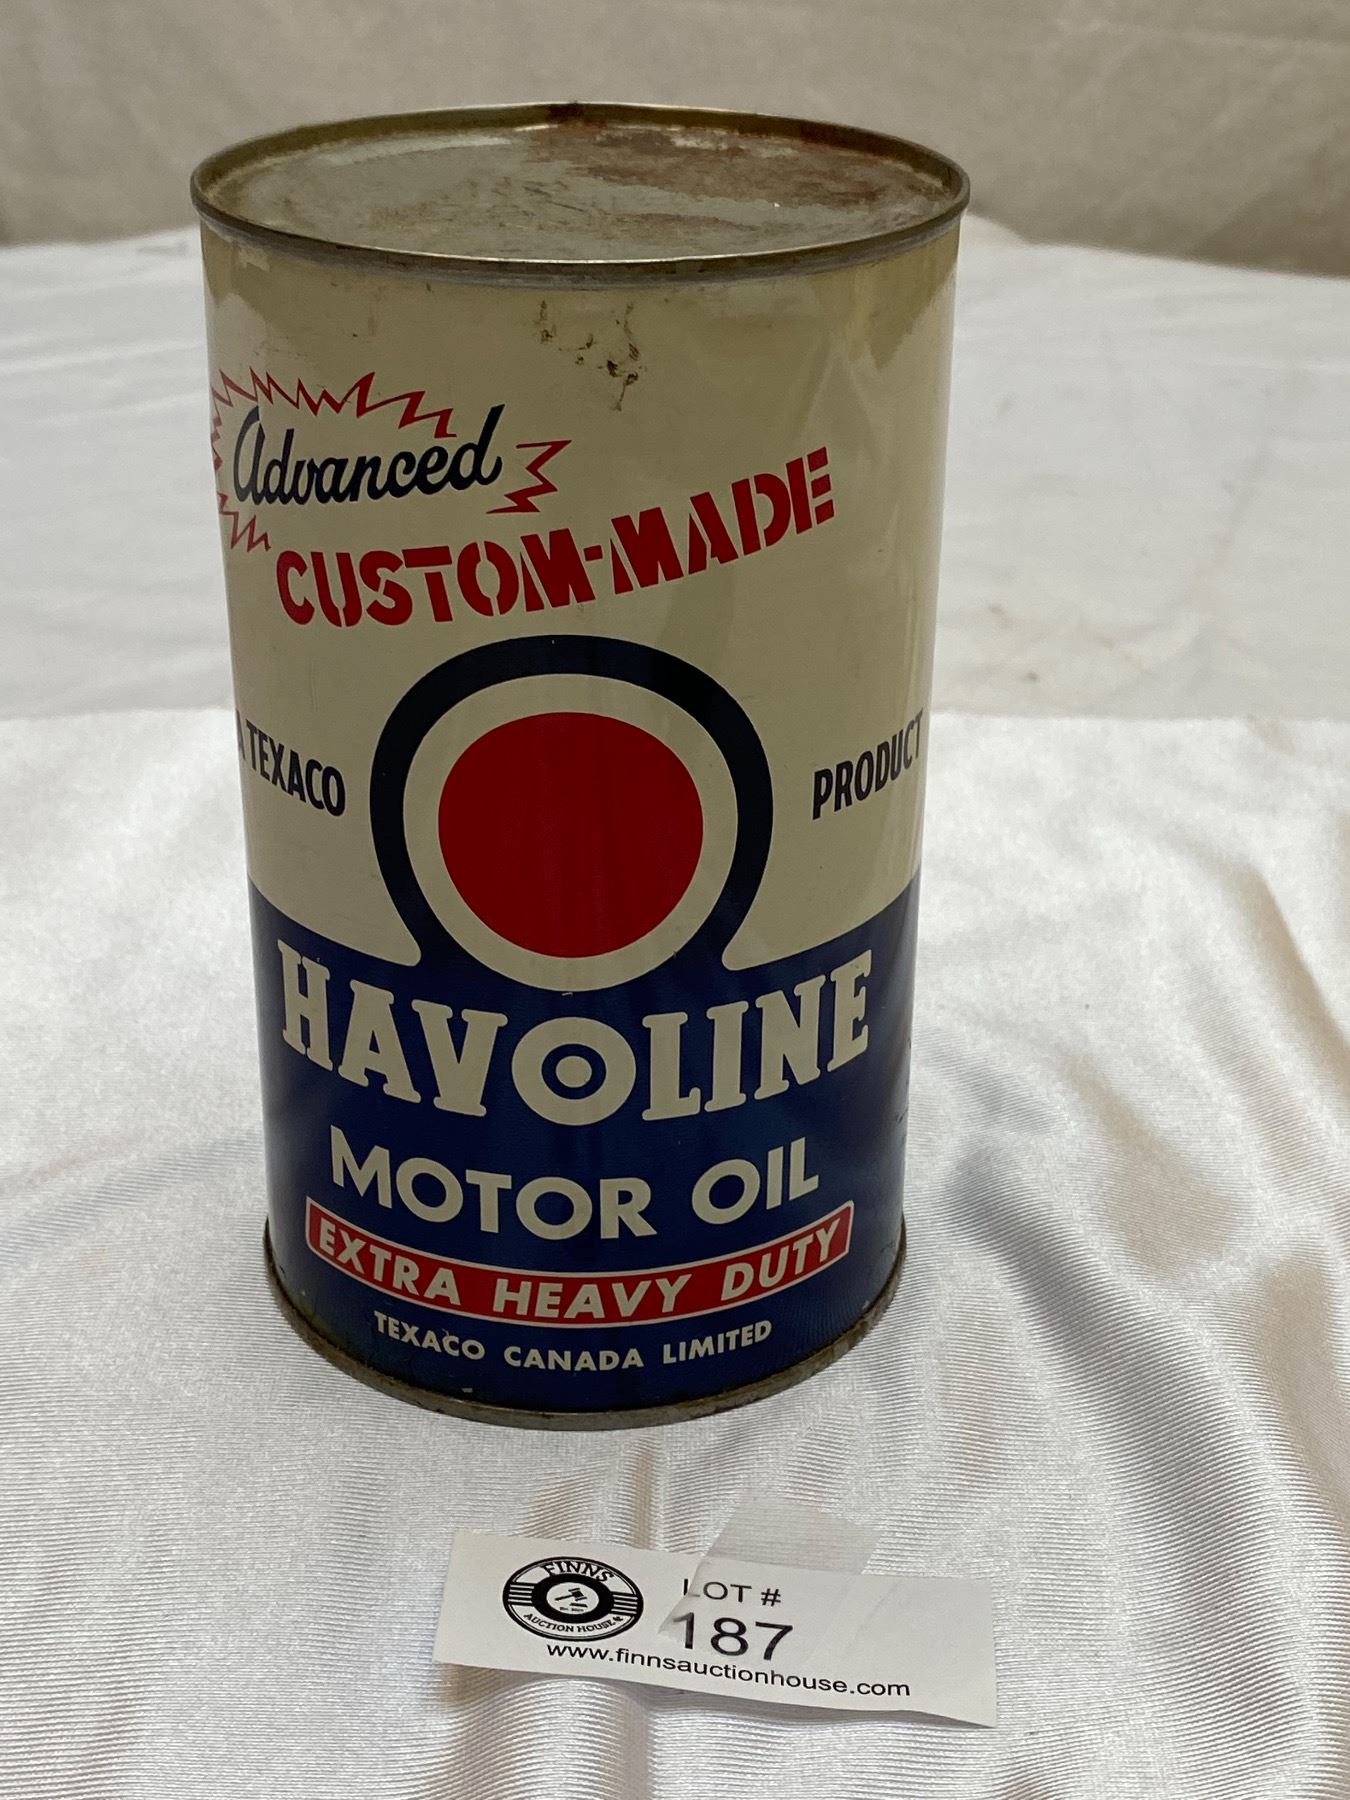 Advanced
CUSTOM-MADE
A TEXACO PRODUCT
HAVOLINE
MOTOR OIL
EXTRA HEAVY DUTY
TEXACO CANADA LIMITED
FINNS
AUCTION HOUSE
LOT #
187
www.finnsauctionhouse.com